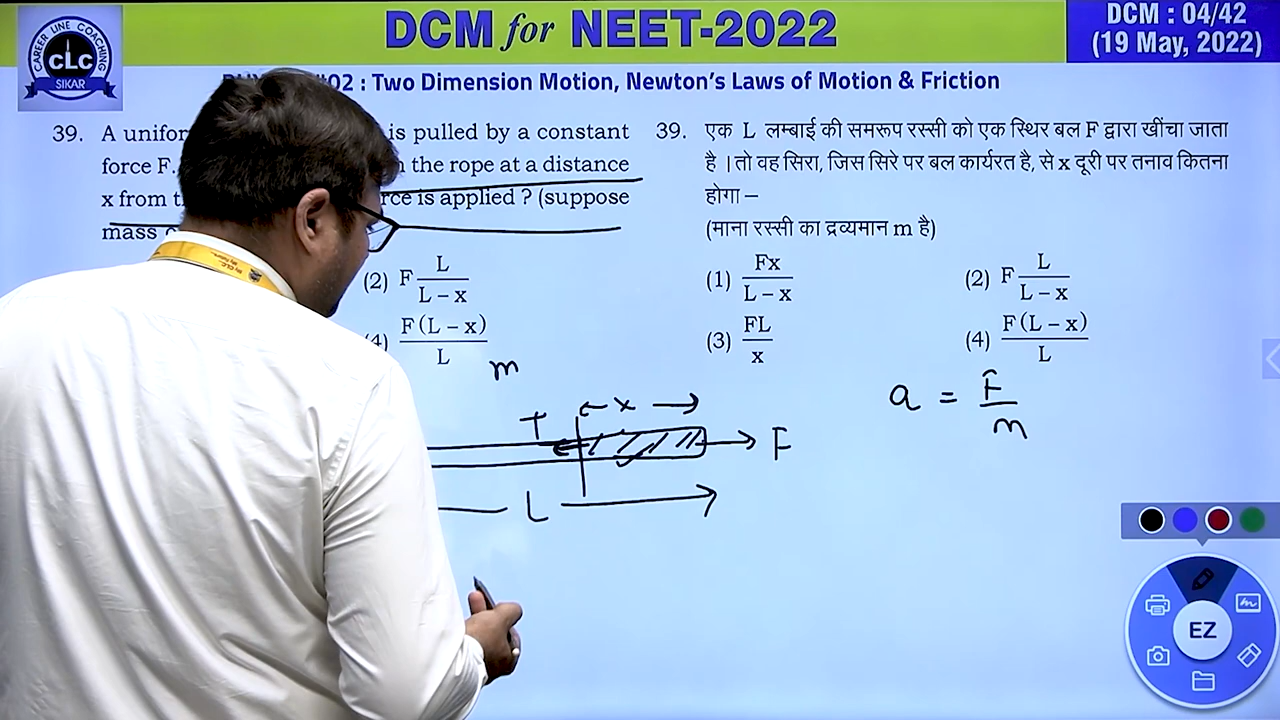 DCM for NEET-2022
DCM : 04/42
(19 May, 2022)
CAREER LINE COACHING
CLC
SIKAR
02 : Two Dimension Motion, Newton's Laws of Motion & Friction
39. A is pulled by a constant
force F. the rope at a distance
x from is applied ? (suppose
mass
(2) F L / L – x
(4) F(L – x) / L
39. एक L लम्बाई की समरूप रस्सी को एक स्थिर बल F द्वारा खींचा जाता
है । तो वह सिरा, जिस सिरे पर बल कार्यरत है, से x दूरी पर तनाव कितना
होगा –
(माना रस्सी का द्रव्यमान m है)
(1) Fx / L – x (2) F L / L – x
(3) FL / x (4) F(L – x) / L
m
a = F / m
T x F
L
EZ